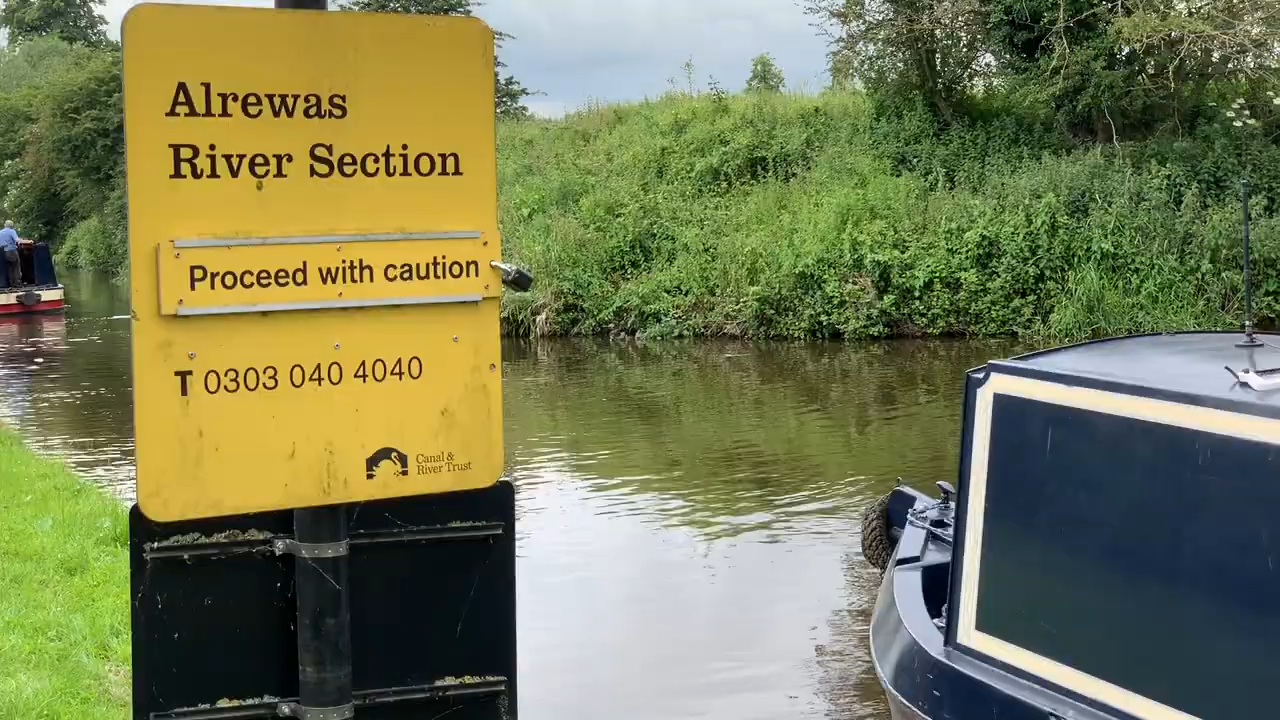 Alrewas
River Section
Proceed with caution
T 0303 040 4040
Canal &
River Trust